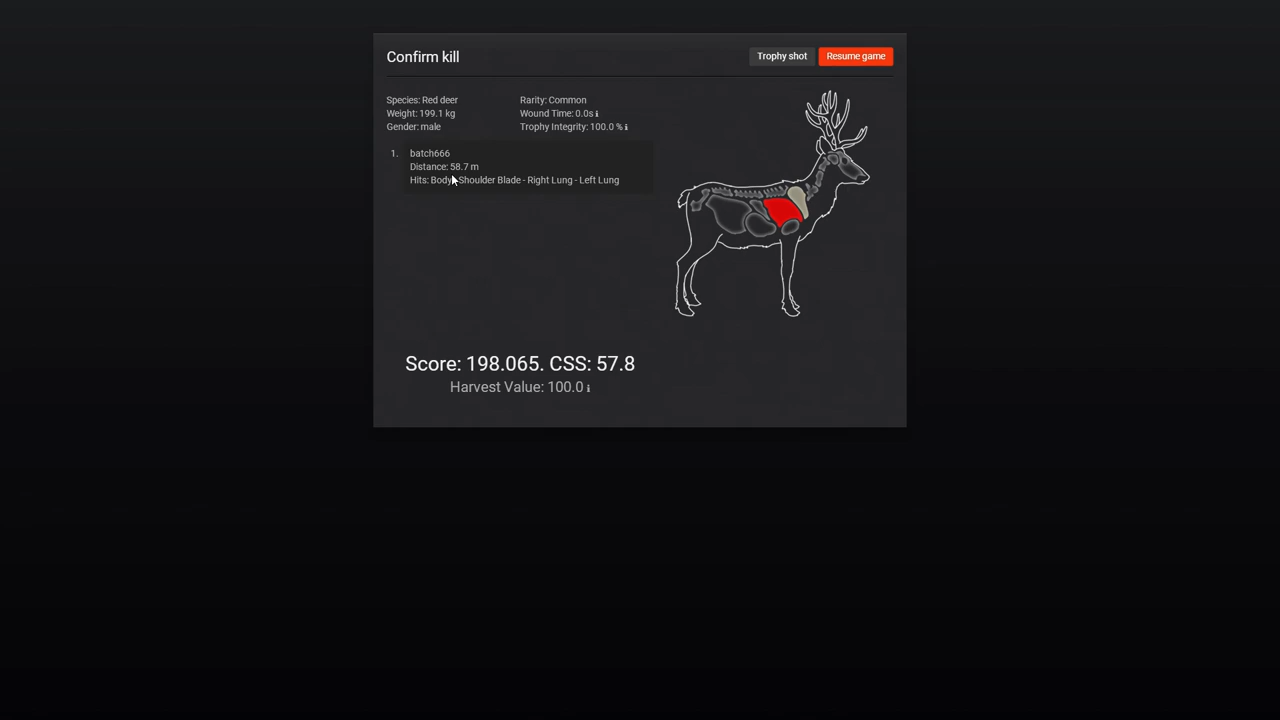 Confirm kill
Trophy shot
Resume game
Species: Red deer
Weight: 199.1 kg
Gender: male
Rarity: Common
Wound Time: 0.0s
Trophy Integrity: 100.0 %
1. batch666
Distance: 58.7 m
Hits: Body - Shoulder Blade - Right Lung - Left Lung
Score: 198.065. CSS: 57.8
Harvest Value: 100.0